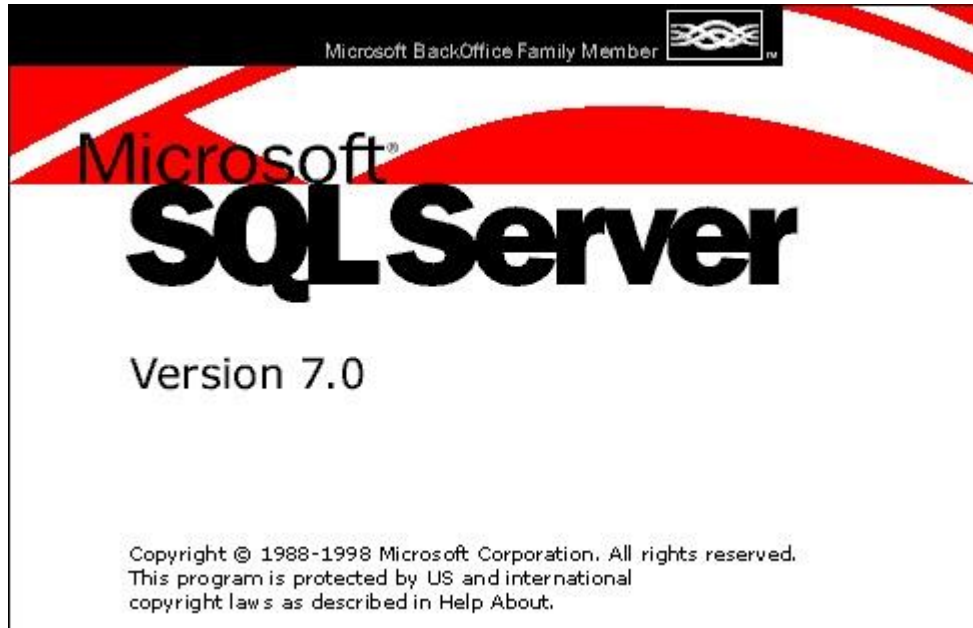 Microsoft BackOffice Family Member ™
Microsoft®
SQL Server
Version 7.0
Copyright © 1988-1998 Microsoft Corporation. All rights reserved.
This program is protected by US and international
copyright laws as described in Help About.